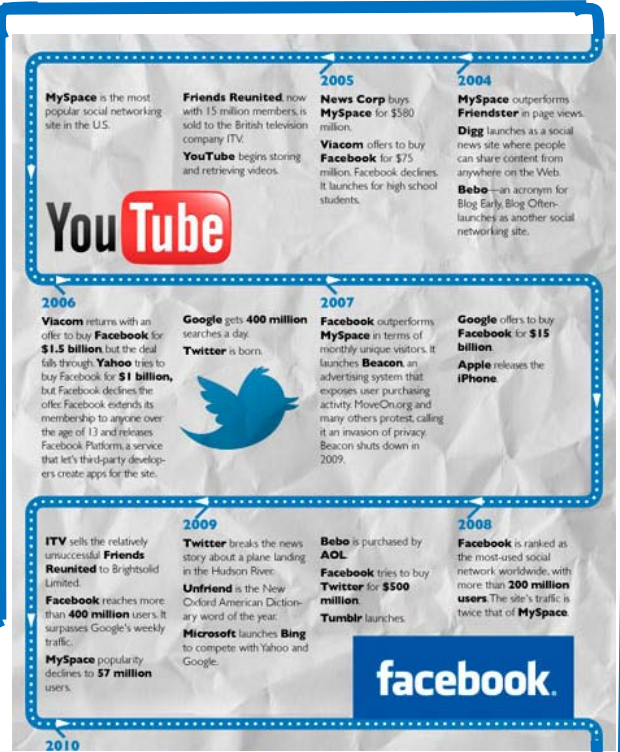 MySpace is the most
popular social networking
site in the U.S.
Friends Reunited, now
with 15 million members, is
sold to the British television
company ITV.
YouTube begins storing
and retrieving videos.
2005
News Corp buys
MySpace for $580
million.
Viacom offers to buy
Facebook for $75
million. Facebook declines.
It launches for high school
students.
2004
MySpace outperforms
Friendster in page views.
Digg launches as a social
news site where people
can share content from
anywhere on the Web.
Bebo—an acronym for
Blog Early, Blog Often-
launches as another social
networking site.
You Tube
2006
Viacom returns with an
offer to buy Facebook for
$1.5 billion, but the deal
falls through. Yahoo tries to
buy Facebook for $1 billion,
but Facebook declines the
offer. Facebook extends its
membership to anyone over
the age of 13 and releases
Facebook Platform, a service
that let's third-party develop-
ers create apps for the site.
Google gets 400 million
searches a day.
Twitter is born.
2007
Facebook outperforms
MySpace in terms of
monthly unique visitors. It
launches Beacon, an
advertising system that
exposes user purchasing
activity. MoveOn.org and
many others protest, calling
it an invasion of privacy.
Beacon shuts down in
2009.
Google offers to buy
Facebook for $15
billion.
Apple releases the
iPhone.
ITV sells the relatively
unsuccessful Friends
Reunited to Brightsolid
Limited.
Facebook reaches more
than 400 million users. It
surpasses Google's weekly
traffic.
MySpace popularity
declines to 57 million
users.
2009
Twitter breaks the news
story about a plane landing
in the Hudson River.
Unfriend is the New
Oxford American Diction-
ary word of the year.
Microsoft launches Bing
to compete with Yahoo and
Google.
Bebo is purchased by
AOL.
Facebook tries to buy
Twitter for $500
million.
Tumblr launches.
2008
Facebook is ranked as
the most-used social
network worldwide, with
more than 200 million
users. The site's traffic is
twice that of MySpace.
facebook.
2010